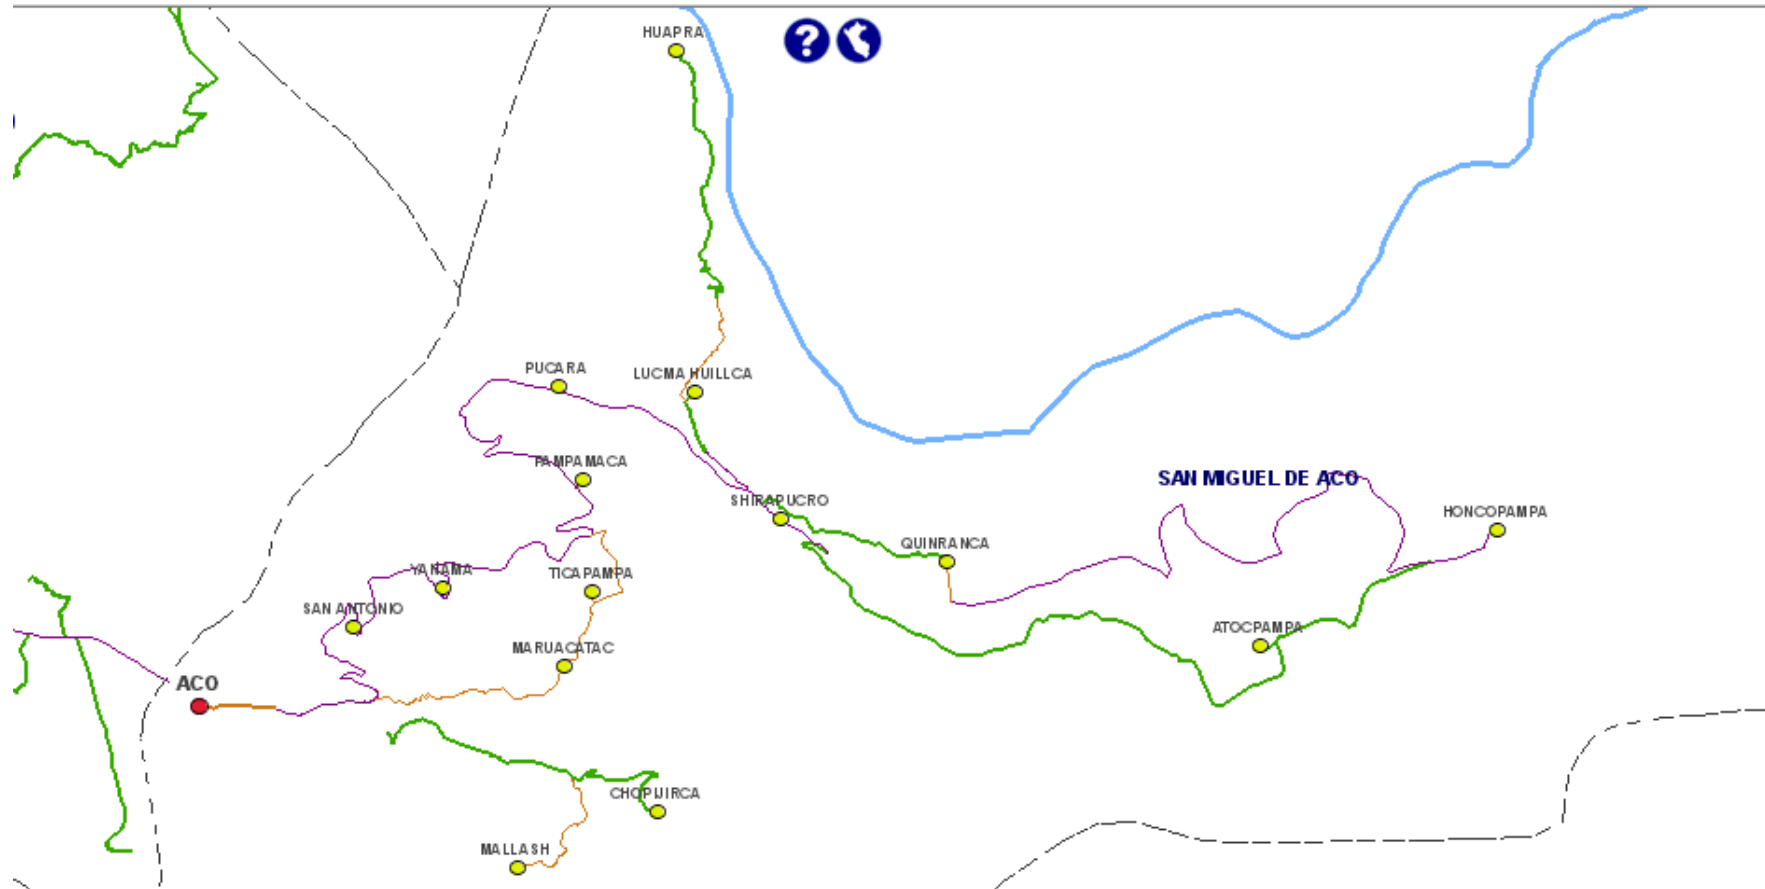 HUAPRA
?
PUCARA
LUCMA HUILLCA
PAMPAMACA
SHIRAPUCRO
SAN MIGUEL DE ACO
HONCOPAMPA
QUINRANCA
YANAMA
TICAPAMPA
SAN ANTONIO
ATOCPAMPA
MARUACATAC
ACO
CHOPIJIRCA
MALLASH